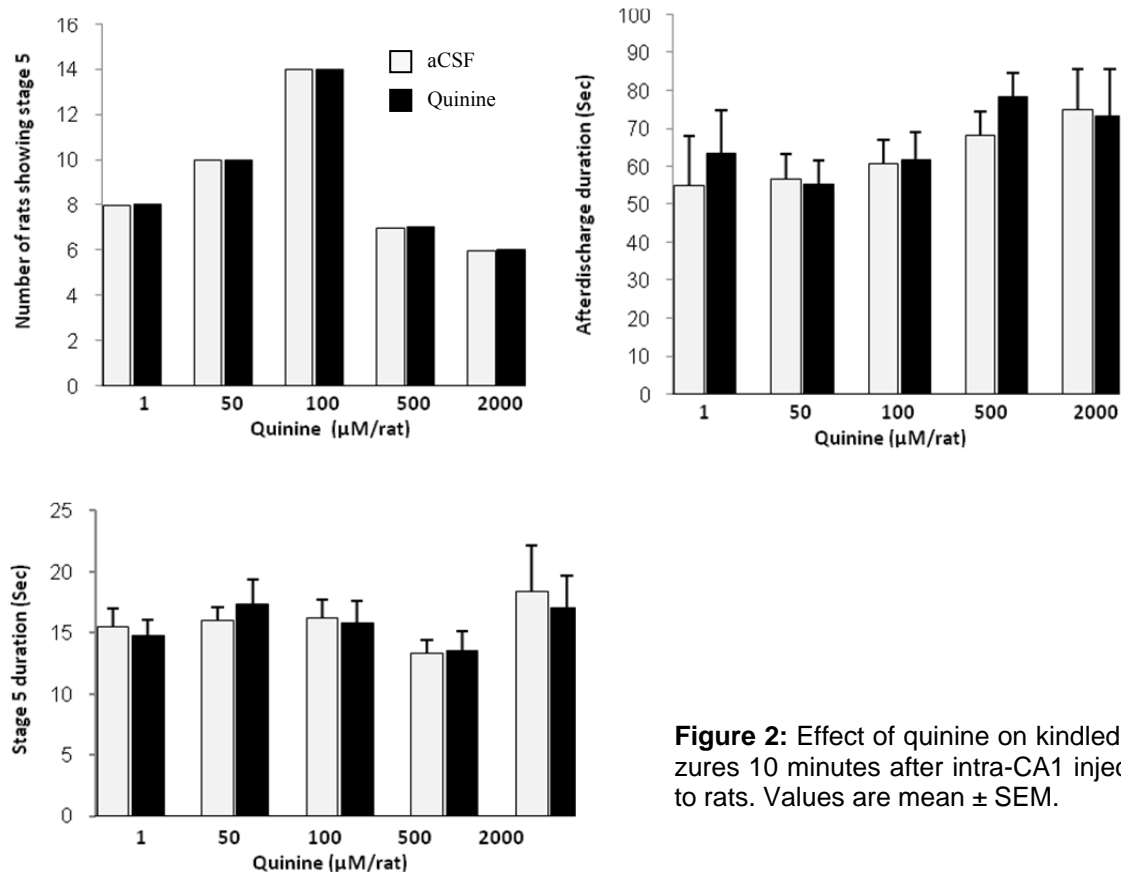 16
14
12
10
8
6
4
2
0
Number of rats showing stage 5
aCSF
Quinine
1 50 100 500 2000
Quinine (µM/rat)
100
90
80
70
60
50
40
30
20
10
0
Afterdischarge duration (Sec)
1 50 100 500 2000
Quinine (µM/rat)
25
20
15
10
5
0
Stage 5 duration (Sec)
1 50 100 500 2000
Quinine (µM/rat)
Figure 2: Effect of quinine on kindled
zures 10 minutes after intra-CA1 injec
to rats. Values are mean ± SEM.